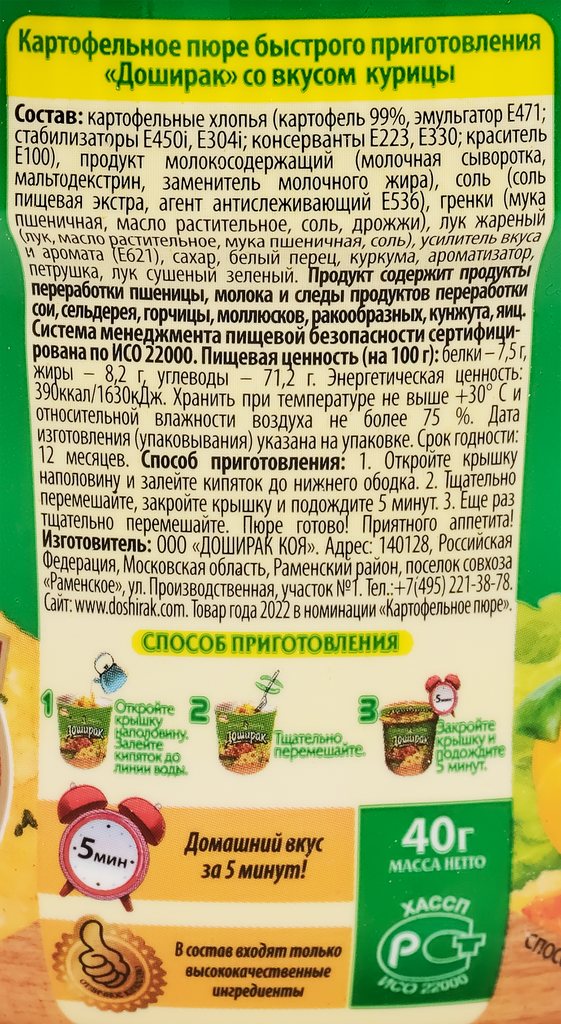 Картофельное пюре быстрого приготовления
«Доширак» со вкусом курицы
Состав: картофельные хлопья (картофель 99%, эмульгатор Е471;
стабилизаторы Е450i, Е304i; консерванты Е223, Е330; краситель
Е100), продукт молокосодержащий (молочная сыворотка,
мальтодекстрин, заменитель молочного жира), соль (соль
пищевая экстра, агент антислеживающий Е536), гренки (мука
пшеничная, масло растительное, соль, дрожжи), лук жареный
(лук, масло растительное, мука пшеничная, соль), усилитель вкуса
и аромата (Е621), сахар, белый перец, куркума, ароматизатор,
петрушка, лук сушеный зеленый. Продукт содержит продукты
переработки пшеницы, молока и следы продуктов переработки
сои, сельдерея, горчицы, моллюсков, ракообразных, кунжута, яиц.
Система менеджмента пищевой безопасности сертифици-
рована по ИСО 22000. Пищевая ценность (на 100 г): белки – 7,5 г,
жиры – 8,2 г, углеводы – 71,2 г. Энергетическая ценность:
390ккал/1630кДж. Хранить при температуре не выше +30° С и
относительной влажности воздуха не более 75 %. Дата
изготовления (упаковывания) указана на упаковке. Срок годности:
12 месяцев. Способ приготовления: 1. Откройте крышку
наполовину и залейте кипяток до нижнего ободка. 2. Тщательно
перемешайте, закройте крышку и подождите 5 минут. 3. Еще раз
тщательно перемешайте. Пюре готово! Приятного аппетита!
Изготовитель: ООО «ДОШИРАК КОЯ». Адрес: 140128, Российская
Федерация, Московская область, Раменский район, поселок совхоза
«Раменское», ул. Производственная, участок №1. Тел.:+7(495) 221-38-78.
Сайт: www.doshirak.com. Товар года 2022 в номинации «Картофельное пюре».
СПОСОБ ПРИГОТОВЛЕНИЯ
1
Откройте
крышку
наполовину.
Залейте
кипяток до
линии воды.
Доширак
2
Тщательно
перемешайте.
Доширак
3
Закройте
крышку и
подождите
5 минут.
Доширак
5мин
5мин
Домашний вкус
за 5 минут!
40г
МАССА НЕТТО
В состав входят только
высококачественные
ингредиенты
ХАССП
РСТ
ИСО 22000
СПОСО